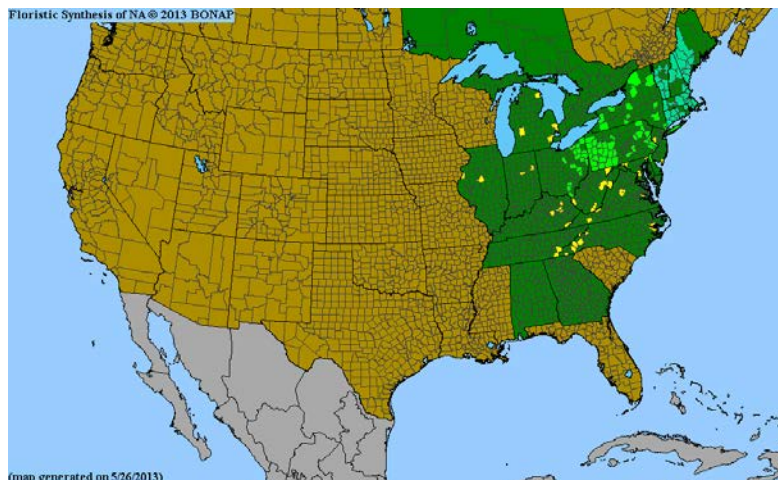 Floristic Synthesis of NA © 2013 BONAP
(map generated on 5/26/2013)